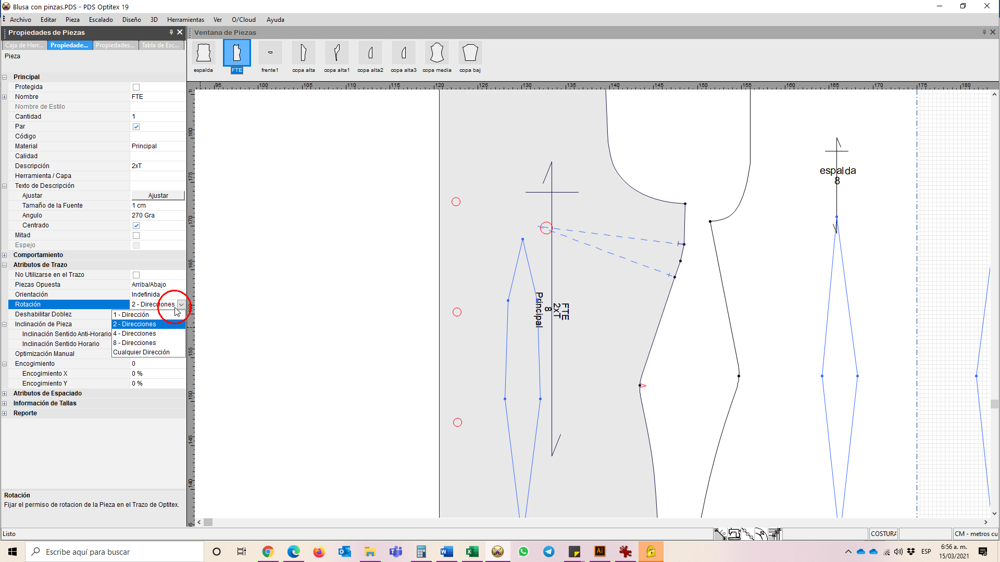 Blusa con pinzas.PDS - PDS Optitex 19
Archivo Editar Pieza Escalado Diseño 3D Herramientas Ver O/Cloud Ayuda
Propiedades de Piezas
Ventana de Piezas
Caja de Herr... Propiedade... Propiedades... Tabla de Esc...
Pieza
espalda FTE frente1 copa alta copa alta1 copa alta2 copa alta3 copa media copa baj
95 100 105 110 115 120 125 130 135 140 145 150 155 160 165 170 175 180
Principal
Protegida
Nombre FTE
Nombre de Estilo
Cantidad 1
Par
Código
Material Principal
Calidad
Descripción 2xT
Herramienta / Capa
Texto de Descripción
Ajustar Ajustar
Tamaño de la Fuente 1 cm
Angulo 270 Gra
Centrado
Mitad
Espejo
Comportamiento
Atributos de Trazo
No Utilizarse en el Trazo
Piezas Opuesta Arriba/Abajo
Orientación Indefinida
Rotación 2 - Direcciones
Deshabilitar Doblez
1 - Dirección
2 - Direcciones
4 - Direcciones
8 - Direcciones
Cualquier Dirección
Inclinación de Pieza
Inclinación Sentido Anti-Horario
Inclinación Sentido Horario
Optimización Manual
Encogimiento 0
Encogimiento X 0 %
Encogimiento Y 0 %
Atributos de Espaciado
Información de Tallas
Reporte
180
175
170
165
155
150
145
140
espalda
8
FTE
2xT
8
Principal
Rotación
Fijar el permiso de rotacion de la Pieza en el Trazo de Optitex.
Listo
COSTURA
CM - metros cu
Escribe aquí para buscar
ESP
6:56 a. m.
15/03/2021